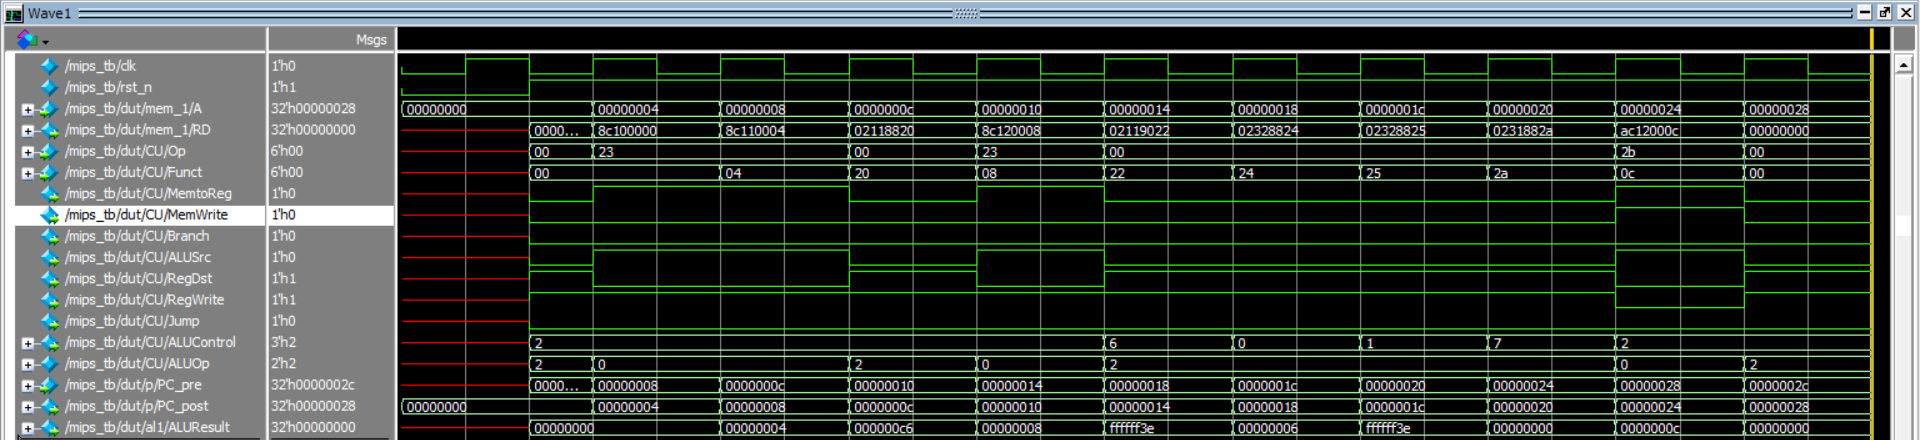 Wave1
Msgs
/mips_tb/clk 1'h0
/mips_tb/rst_n 1'h1
/mips_tb/dut/mem_1/A 32'h00000028 00000000 00000004 00000008 0000000c 00000010 00000014 00000018 0000001c 00000020 00000024 00000028
/mips_tb/dut/mem_1/RD 32'h00000000 0000... 8c100000 8c110004 02118820 8c120008 02119022 02328824 02328825 0231882a ac12000c 00000000
/mips_tb/dut/CU/Op 6'h00 00 23 00 23 00 2b 00
/mips_tb/dut/CU/Funct 6'h00 00 04 20 08 22 24 25 2a 0c 00
/mips_tb/dut/CU/MemtoReg 1'h0
/mips_tb/dut/CU/MemWrite 1'h0
/mips_tb/dut/CU/Branch 1'h0
/mips_tb/dut/CU/ALUSrc 1'h0
/mips_tb/dut/CU/RegDst 1'h1
/mips_tb/dut/CU/RegWrite 1'h1
/mips_tb/dut/CU/Jump 1'h0
/mips_tb/dut/CU/ALUControl 3'h2 2 6 0 1 7 2
/mips_tb/dut/CU/ALUOp 2'h2 2 0 2 0 2 0 2
/mips_tb/dut/p/PC_pre 32'h0000002c 0000... 00000008 0000000c 00000010 00000014 00000018 0000001c 00000020 00000024 00000028 0000002c
/mips_tb/dut/p/PC_post 32'h00000028 00000000 00000004 00000008 0000000c 00000010 00000014 00000018 0000001c 00000020 00000024 00000028
/mips_tb/dut/al1/ALUResult 32'h00000000 00000000 00000004 000000c6 00000008 ffffff3e 00000006 ffffff3e 00000000 0000000c 00000000